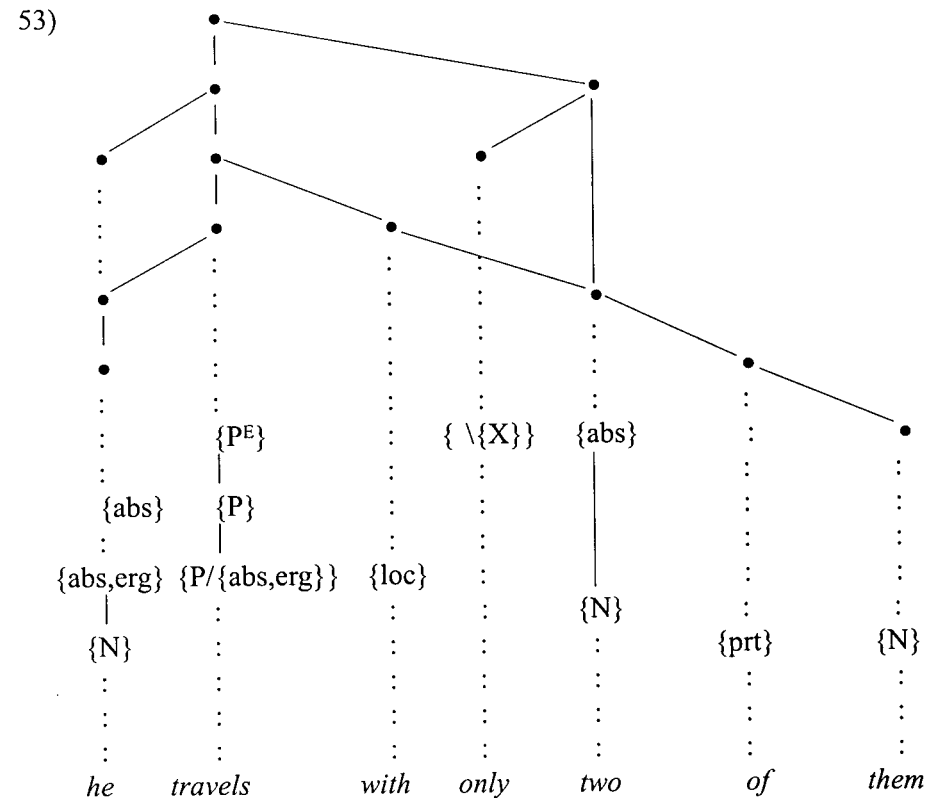 53)
{Pᴱ} { \{X}} {abs}
{abs} {P}
{abs,erg} {P/{abs,erg}} {loc}
{N}
{N} {prt} {N}
he travels with only two of them